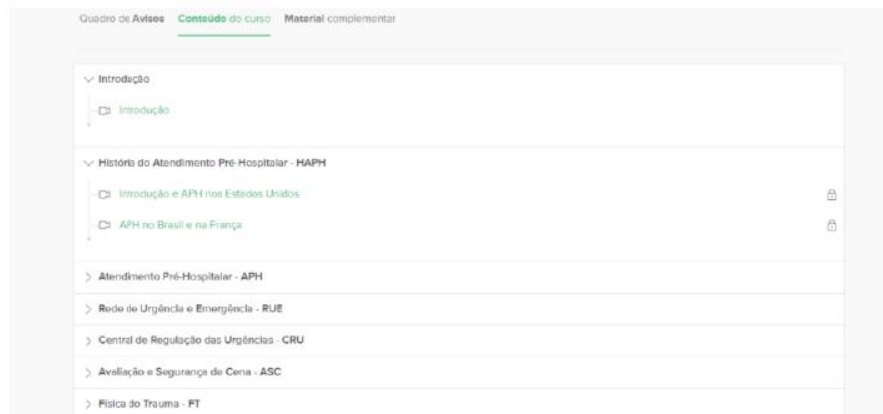 Quadro de Avisos Conteúdo do curso Material complementar
Introdução
Introdução
História do Atendimento Pré-Hospitalar - HAPH
Introdução e APH nos Estados Unidos
APH no Brasil e na França
Atendimento Pré-Hospitalar - APH
Rede de Urgência e Emergência - RUE
Central de Regulação das Urgências - CRU
Avaliação e Segurança de Cena - ASC
Física do Trauma - FT